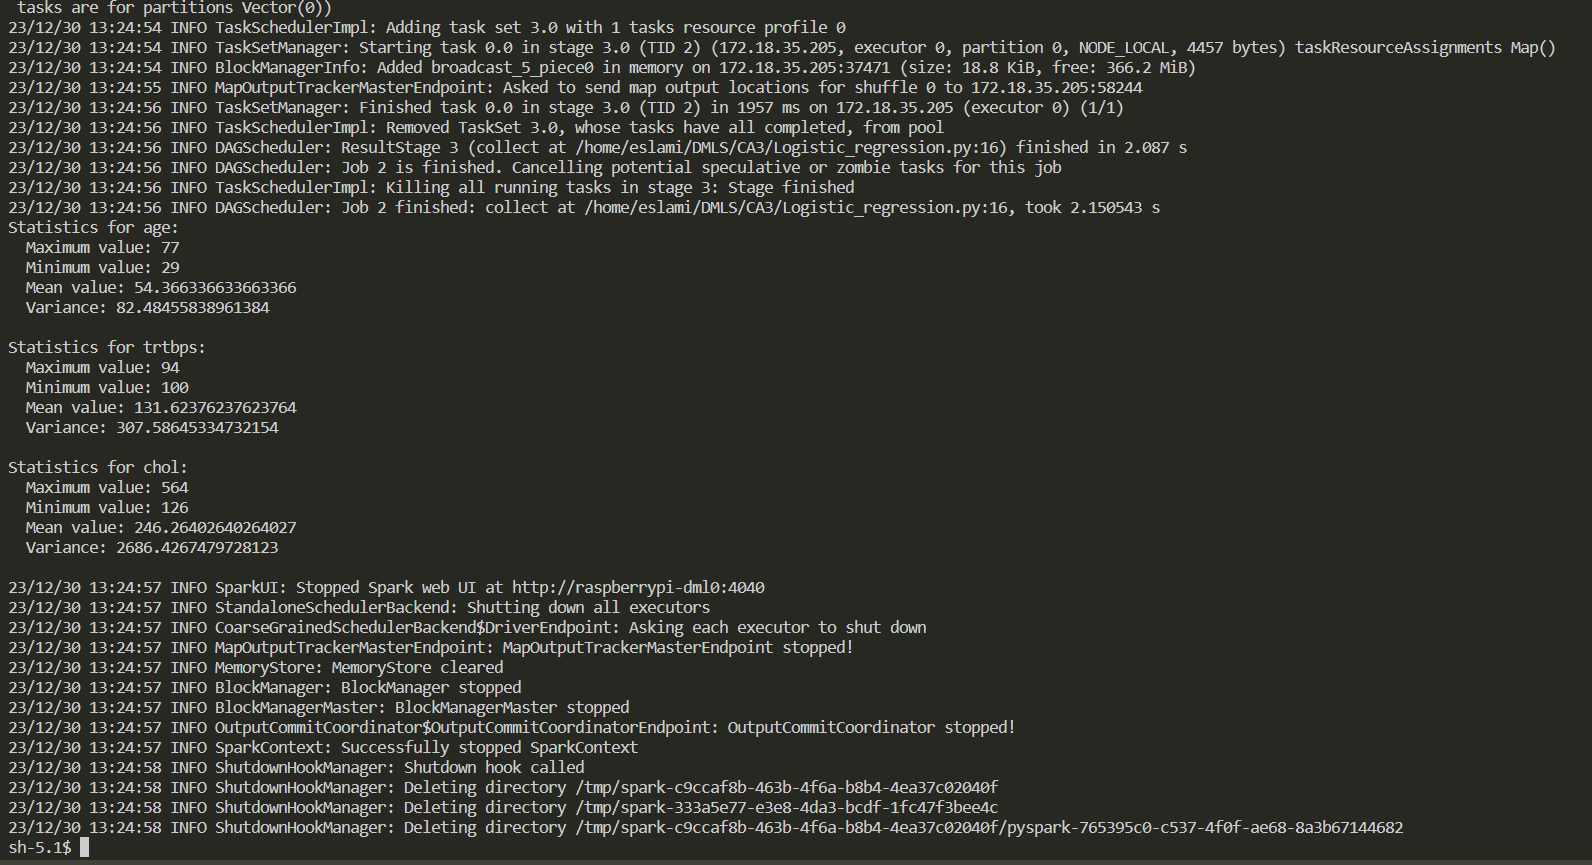 tasks are for partitions Vector(0))
23/12/30 13:24:54 INFO TaskSchedulerImpl: Adding task set 3.0 with 1 tasks resource profile 0
23/12/30 13:24:54 INFO TaskSetManager: Starting task 0.0 in stage 3.0 (TID 2) (172.18.35.205, executor 0, partition 0, NODE_LOCAL, 4457 bytes) taskResourceAssignments Map()
23/12/30 13:24:54 INFO BlockManagerInfo: Added broadcast_5_piece0 in memory on 172.18.35.205:37471 (size: 18.8 KiB, free: 366.2 MiB)
23/12/30 13:24:55 INFO MapOutputTrackerMasterEndpoint: Asked to send map output locations for shuffle 0 to 172.18.35.205:58244
23/12/30 13:24:56 INFO TaskSetManager: Finished task 0.0 in stage 3.0 (TID 2) in 1957 ms on 172.18.35.205 (executor 0) (1/1)
23/12/30 13:24:56 INFO TaskSchedulerImpl: Removed TaskSet 3.0, whose tasks have all completed, from pool
23/12/30 13:24:56 INFO DAGScheduler: ResultStage 3 (collect at /home/eslami/DMLS/CA3/Logistic_regression.py:16) finished in 2.087 s
23/12/30 13:24:56 INFO DAGScheduler: Job 2 is finished. Cancelling potential speculative or zombie tasks for this job
23/12/30 13:24:56 INFO TaskSchedulerImpl: Killing all running tasks in stage 3: Stage finished
23/12/30 13:24:56 INFO DAGScheduler: Job 2 finished: collect at /home/eslami/DMLS/CA3/Logistic_regression.py:16, took 2.150543 s
Statistics for age:
Maximum value: 77
Minimum value: 29
Mean value: 54.366336633663366
Variance: 82.48455838961384
Statistics for trtbps:
Maximum value: 94
Minimum value: 100
Mean value: 131.62376237623764
Variance: 307.58645334732154
Statistics for chol:
Maximum value: 564
Minimum value: 126
Mean value: 246.26402640264027
Variance: 2686.4267479728123
23/12/30 13:24:57 INFO SparkUI: Stopped Spark web UI at http://raspberrypi-dml0:4040
23/12/30 13:24:57 INFO StandaloneSchedulerBackend: Shutting down all executors
23/12/30 13:24:57 INFO CoarseGrainedSchedulerBackend$DriverEndpoint: Asking each executor to shut down
23/12/30 13:24:57 INFO MapOutputTrackerMasterEndpoint: MapOutputTrackerMasterEndpoint stopped!
23/12/30 13:24:57 INFO MemoryStore: MemoryStore cleared
23/12/30 13:24:57 INFO BlockManager: BlockManager stopped
23/12/30 13:24:57 INFO BlockManagerMaster: BlockManagerMaster stopped
23/12/30 13:24:57 INFO OutputCommitCoordinator$OutputCommitCoordinatorEndpoint: OutputCommitCoordinator stopped!
23/12/30 13:24:57 INFO SparkContext: Successfully stopped SparkContext
23/12/30 13:24:58 INFO ShutdownHookManager: Shutdown hook called
23/12/30 13:24:58 INFO ShutdownHookManager: Deleting directory /tmp/spark-c9ccaf8b-463b-4f6a-b8b4-4ea37c02040f
23/12/30 13:24:58 INFO ShutdownHookManager: Deleting directory /tmp/spark-333a5e77-e3e8-4da3-bcdf-1fc47f3bee4c
23/12/30 13:24:58 INFO ShutdownHookManager: Deleting directory /tmp/spark-c9ccaf8b-463b-4f6a-b8b4-4ea37c02040f/pyspark-765395c0-c537-4f0f-ae68-8a3b67144682
sh-5.1$